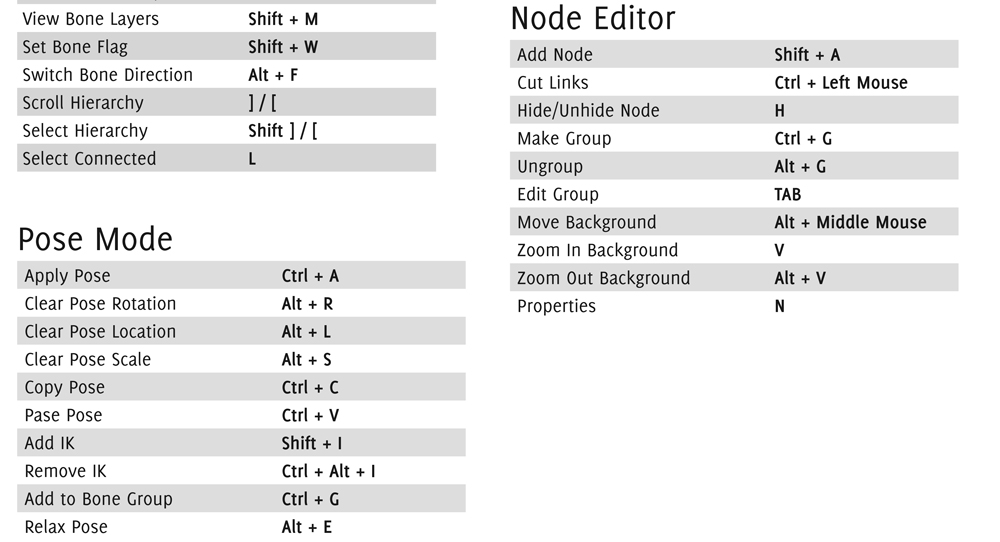 View Bone Layers Shift + M
Set Bone Flag Shift + W
Switch Bone Direction Alt + F
Scroll Hierarchy ] / [
Select Hierarchy Shift ] / [
Select Connected L
Pose Mode
Apply Pose Ctrl + A
Clear Pose Rotation Alt + R
Clear Pose Location Alt + L
Clear Pose Scale Alt + S
Copy Pose Ctrl + C
Pase Pose Ctrl + V
Add IK Shift + I
Remove IK Ctrl + Alt + I
Add to Bone Group Ctrl + G
Relax Pose Alt + E
Node Editor
Add Node Shift + A
Cut Links Ctrl + Left Mouse
Hide/Unhide Node H
Make Group Ctrl + G
Ungroup Alt + G
Edit Group TAB
Move Background Alt + Middle Mouse
Zoom In Background V
Zoom Out Background Alt + V
Properties N